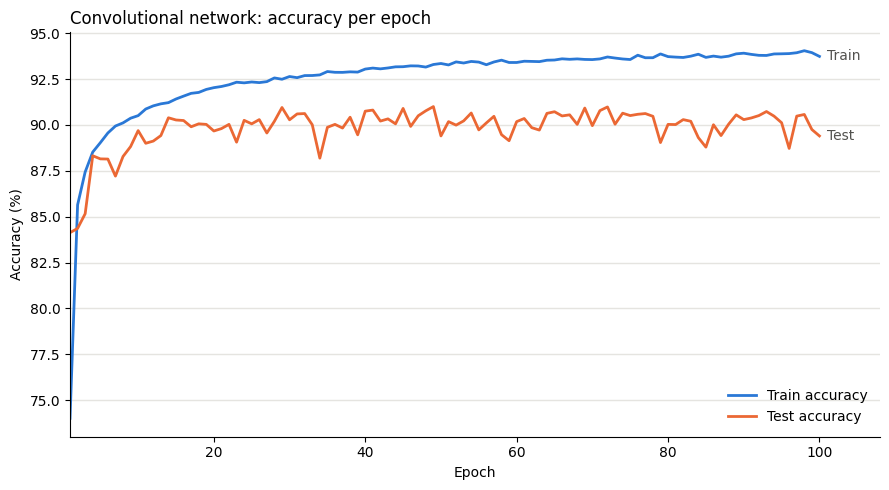 Convolutional network: accuracy per epoch
95.0
92.5
90.0
87.5
85.0
82.5
80.0
77.5
75.0
Accuracy (%)
Train
Test
Train accuracy
Test accuracy
20
40
60
80
100
Epoch